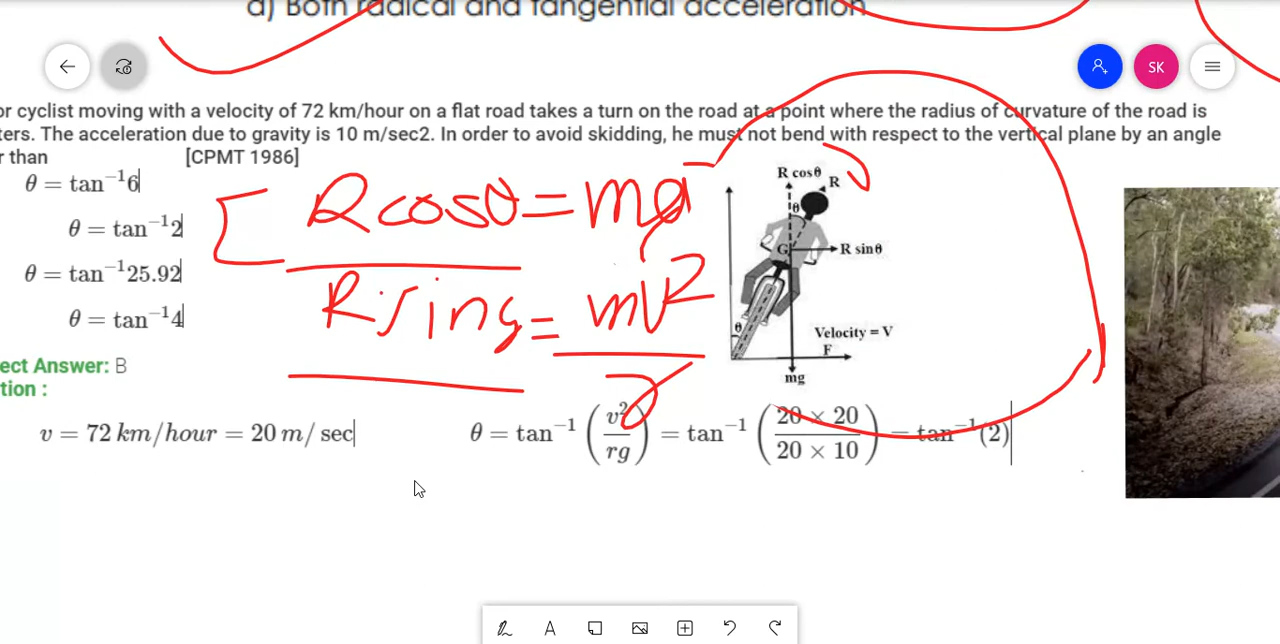 d) Both radical and tangential acceleration
SK
or cyclist moving with a velocity of 72 km/hour on a flat road takes a turn on the road at a point where the radius of curvature of the road is
ters. The acceleration due to gravity is 10 m/sec2. In order to avoid skidding, he must not bend with respect to the vertical plane by an angle
r than [CPMT 1986]
θ = tan⁻¹6
θ = tan⁻¹2
θ = tan⁻¹25.92
θ = tan⁻¹4
R cosθ = mg
R sinθ = mv²
r
R cosθ
R
θ
G
R sinθ
θ
Velocity = V
F
mg
ect Answer: B
tion :
v = 72 km/hour = 20 m/ sec
θ = tan⁻¹ (v²/rg) = tan⁻¹ (20 × 20/20 × 10) = tan⁻¹(2)
A